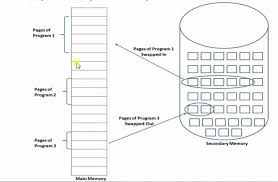 Pages of
Program 1
Pages of Program 1
Swapped-In
Pages of
Program 2
Pages of Program 3
Swapped-Out
Pages of
Program 3
Secondary Memory
Main Memory